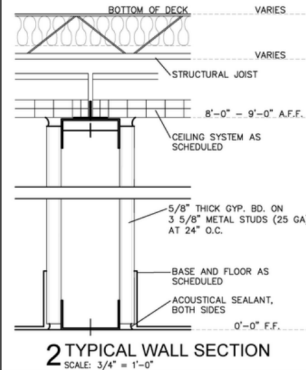 BOTTOM OF DECK VARIES
VARIES
STRUCTURAL JOIST
8'-0" - 9'-0" A.F.F.
CEILING SYSTEM AS
SCHEDULED
5/8" THICK GYP. BD. ON
3 5/8" METAL STUDS (25 GA
AT 24" O.C.
BASE AND FLOOR AS
SCHEDULED
ACOUSTICAL SEALANT,
BOTH SIDES
0'-0" F.F.
2 TYPICAL WALL SECTION
SCALE: 3/4" = 1'-0"